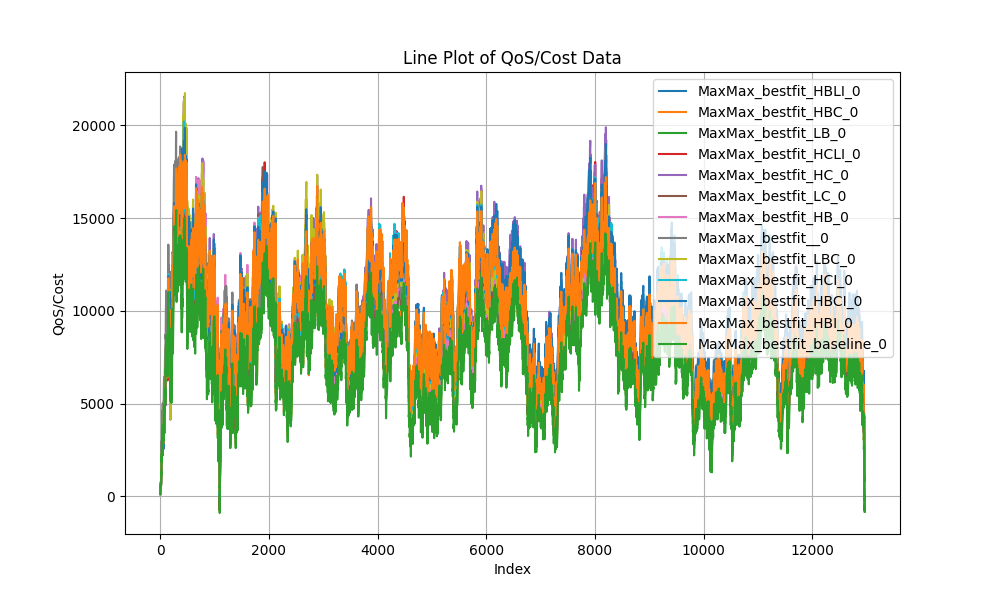 Line Plot of QoS/Cost Data
QoS/Cost
20000
15000
10000
5000
0
MaxMax_bestfit_HBLI_0
MaxMax_bestfit_HBC_0
MaxMax_bestfit_LB_0
MaxMax_bestfit_HCLI_0
MaxMax_bestfit_HC_0
MaxMax_bestfit_LC_0
MaxMax_bestfit_HB_0
MaxMax_bestfit__0
MaxMax_bestfit_LBC_0
MaxMax_bestfit_HCI_0
MaxMax_bestfit_HBCI_0
MaxMax_bestfit_HBI_0
MaxMax_bestfit_baseline_0
0 2000 4000 6000 8000 10000 12000
Index